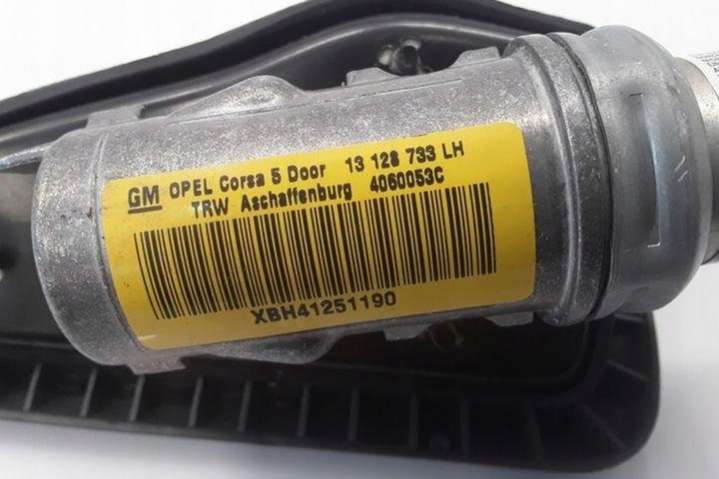 GM OPEL Corsa 5 Door 13 128 733 LH
TRW Aschaffenburg 4060053C
XBH41251190